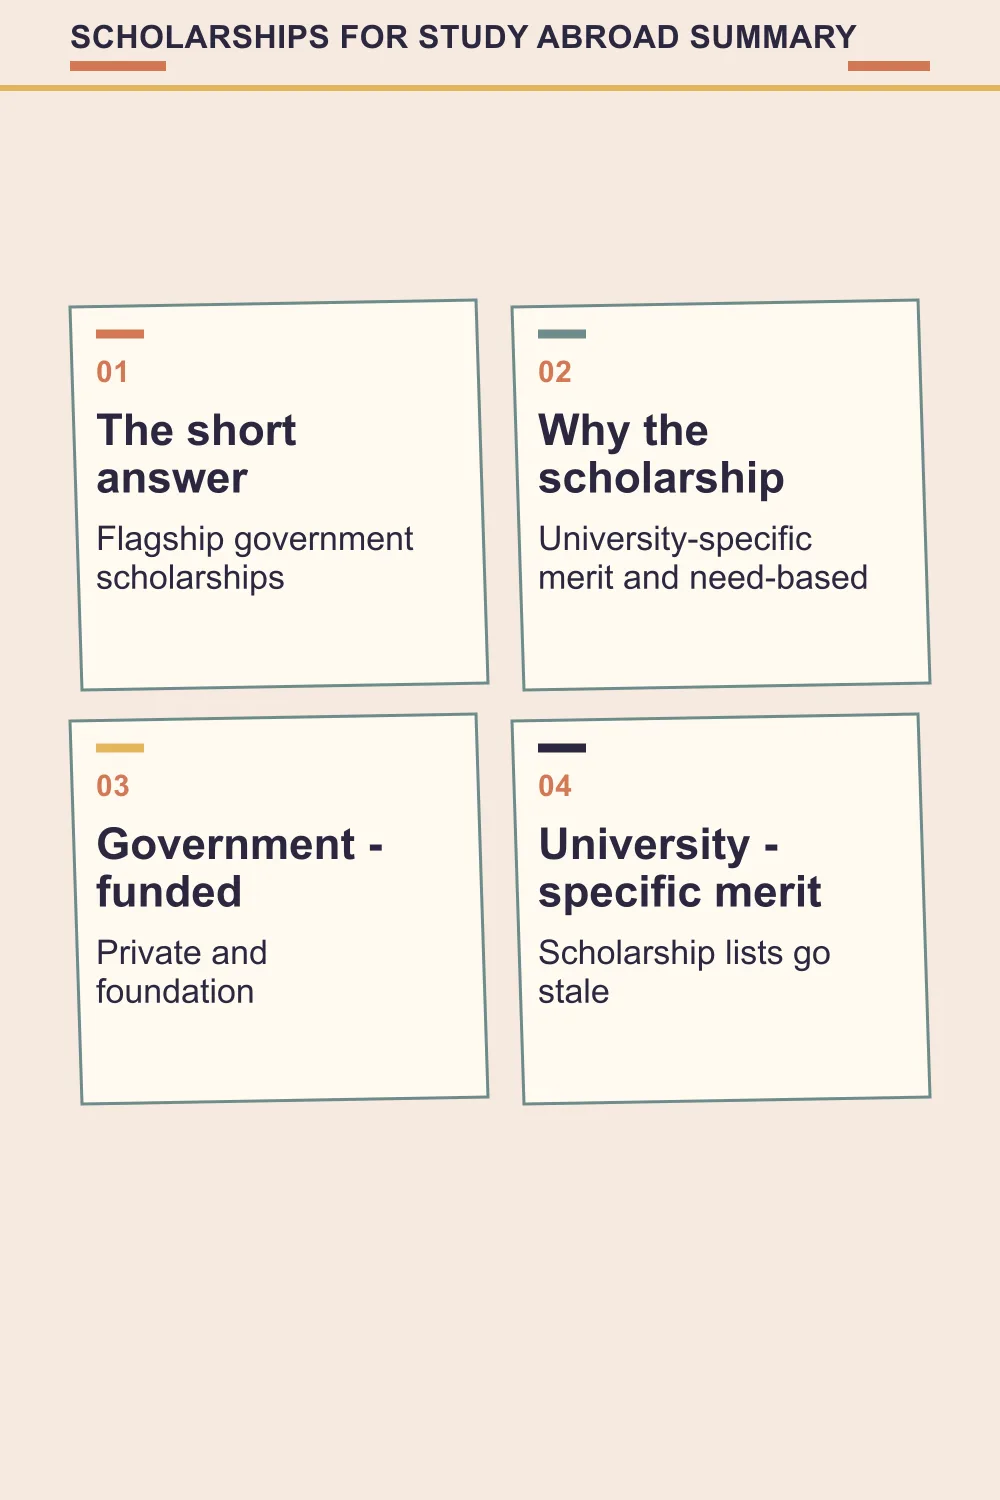 SCHOLARSHIPS FOR STUDY ABROAD SUMMARY
01
The short
answer
Flagship government
scholarships
02
Why the
scholarship
University-specific
merit and need-based
03
Government -
funded
Private and
foundation
04
University -
specific merit
Scholarship lists go
stale